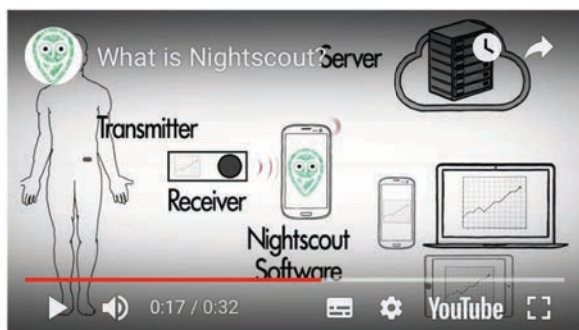 What is Nightscout?
Server
Transmitter
Receiver
Nightscout
Software
0:17 / 0:32
YouTube